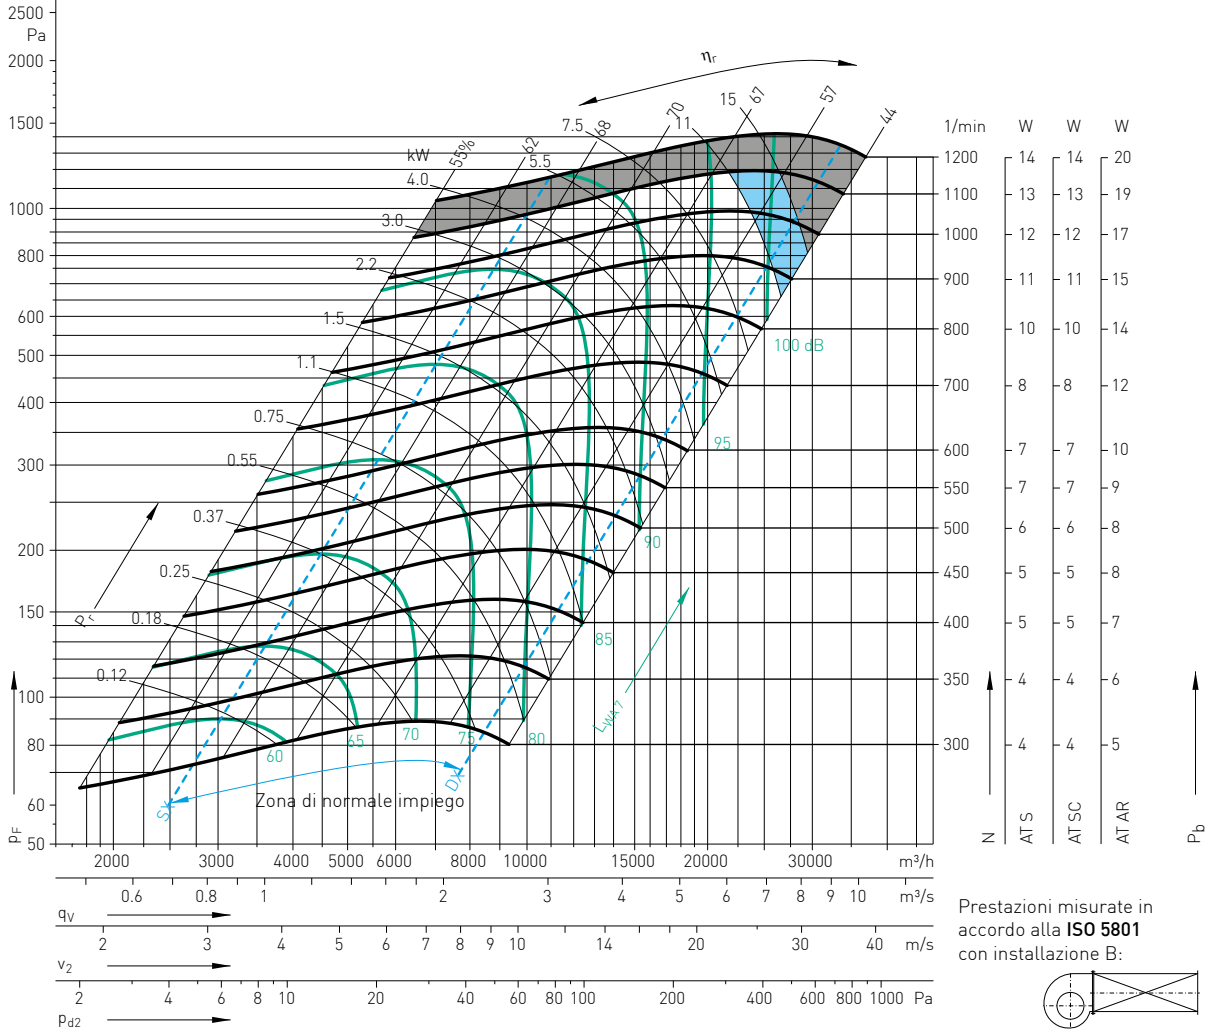 2500
Pa
2000
1500
1000
800
600
500
400
300
200
150
100
80
60
50
pF
Pr
ηr
kW
55%
62
68
70
67
57
44
15
11
7.5
5.5
4.0
3.0
2.2
1.5
1.1
0.75
0.55
0.37
0.25
0.18
0.12
100 dB
95
90
85
80
75
70
65
60
LWA 7
SX
DX
Zona di normale impiego
1/min W W W
1200 14 14 20
1100 13 13 19
1000 12 12 17
900 11 11 15
800 10 10 14
700 8 8 12
600 7 7 10
550 7 7 9
500 6 6 8
450 5 5 8
400 5 5 7
350 4 4 6
300 4 4 5
N AT S AT SC AT AR Pb
2000 3000 4000 5000 6000 8000 10000 15000 20000 30000 m³/h
0.6 0.8 1 2 3 4 5 6 7 8 9 10 m³/s
qV
2 3 4 5 6 7 8 9 10 14 20 30 40 m/s
v2
2 4 6 8 10 20 40 60 80 100 200 400 600 800 1000 Pa
pd2
Prestazioni misurate in
accordo alla ISO 5801
con installazione B: